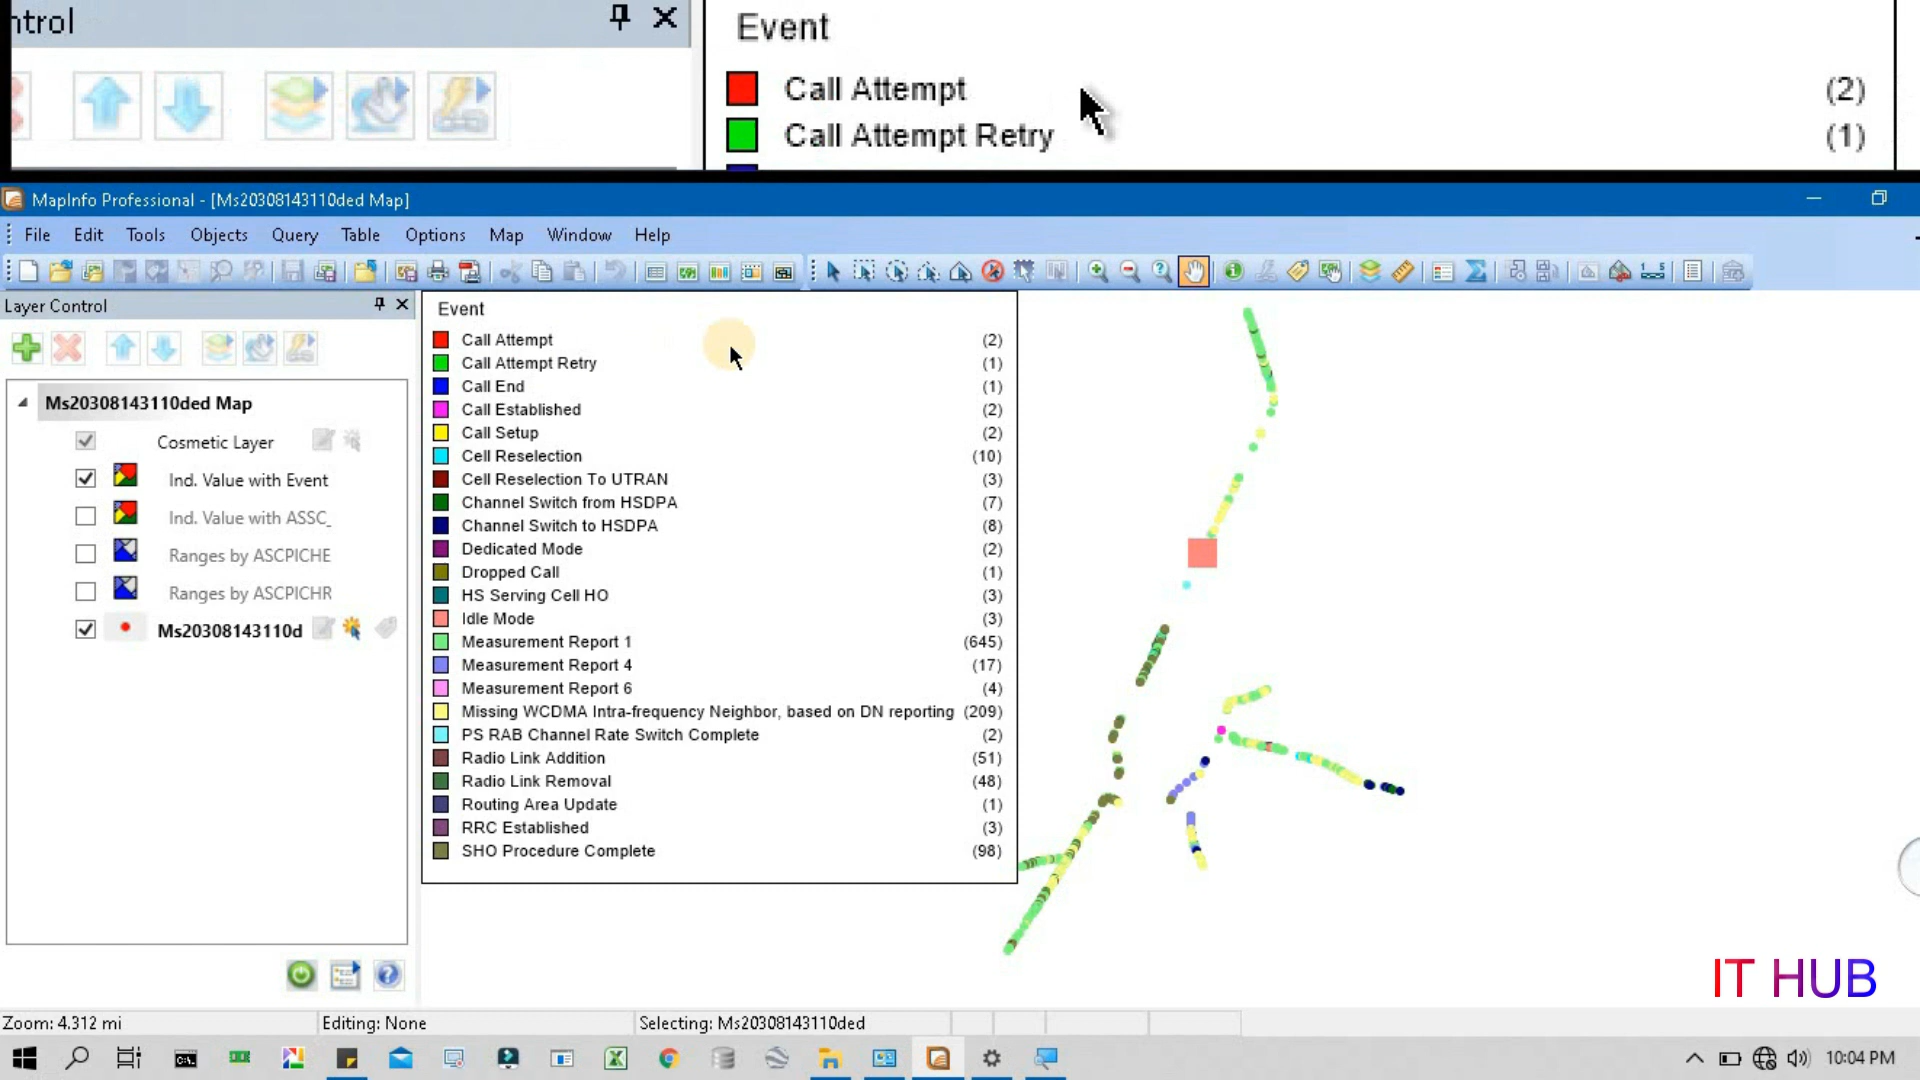 ntrol
Event
Call Attempt (2)
Call Attempt Retry (1)
MapInfo Professional - [Ms20308143110ded Map]
File Edit Tools Objects Query Table Options Map Window Help
Layer Control
Ms20308143110ded Map
Cosmetic Layer
Ind. Value with Event
Ind. Value with ASSC_
Ranges by ASCPICHE
Ranges by ASCPICHR
Ms20308143110d
Event
Call Attempt (2)
Call Attempt Retry (1)
Call End (1)
Call Established (2)
Call Setup (2)
Cell Reselection (10)
Cell Reselection To UTRAN (3)
Channel Switch from HSDPA (7)
Channel Switch to HSDPA (8)
Dedicated Mode (2)
Dropped Call (1)
HS Serving Cell HO (3)
Idle Mode (3)
Measurement Report 1 (645)
Measurement Report 4 (17)
Measurement Report 6 (4)
Missing WCDMA Intra-frequency Neighbor, based on DN reporting (209)
PS RAB Channel Rate Switch Complete (2)
Radio Link Addition (51)
Radio Link Removal (48)
Routing Area Update (1)
RRC Established (3)
SHO Procedure Complete (98)
IT HUB
Zoom: 4.312 mi Editing: None Selecting: Ms20308143110ded
10:04 PM